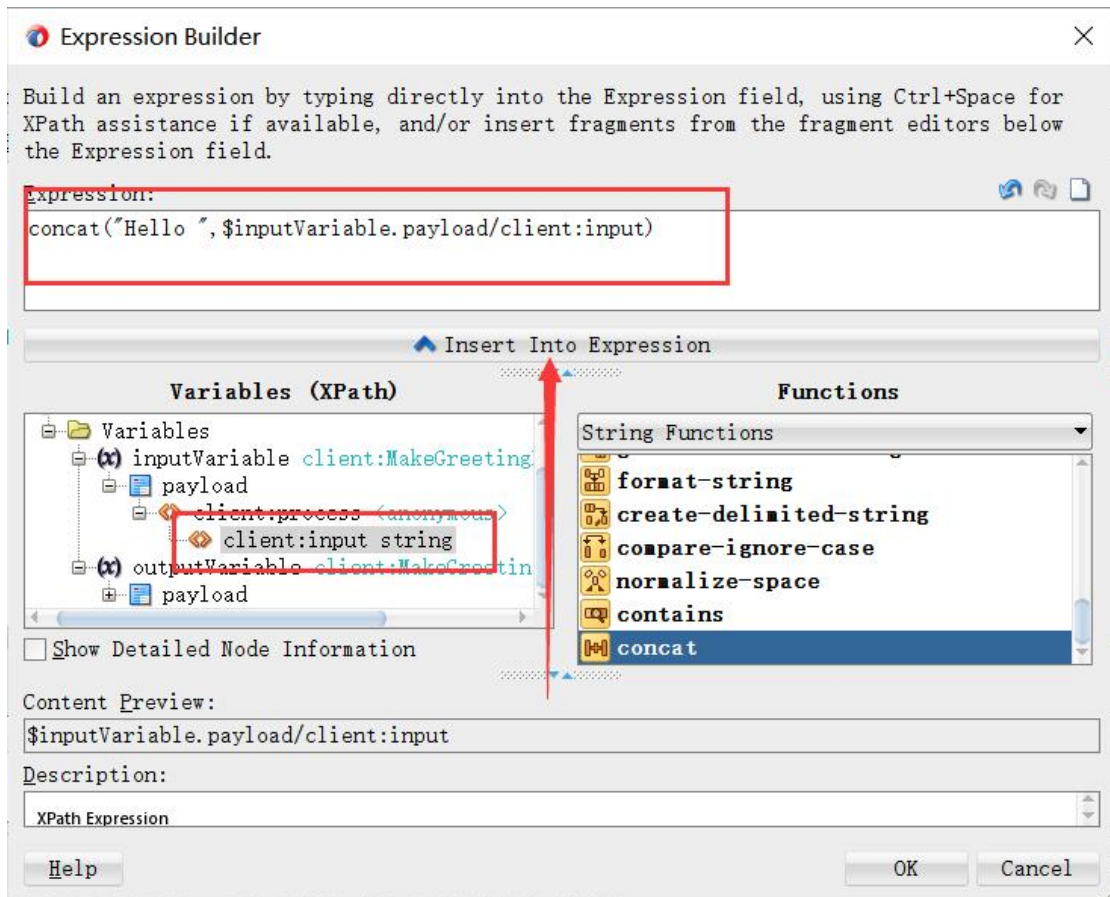 Expression Builder
Build an expression by typing directly into the Expression field, using Ctrl+Space for
XPath assistance if available, and/or insert fragments from the fragment editors below
the Expression field.
Expression:
concat("Hello ",$inputVariable.payload/client:input)
Insert Into Expression
Variables (XPath)
Variables
(x) inputVariable client:MakeGreeting
payload
client:process <anonymous>
client:input string
(x) outputVariable client:MakeGreetin
payload
Show Detailed Node Information
Functions
String Functions
format-string
create-delimited-string
compare-ignore-case
normalize-space
contains
concat
Content Preview:
$inputVariable.payload/client:input
Description:
XPath Expression
Help
OK
Cancel